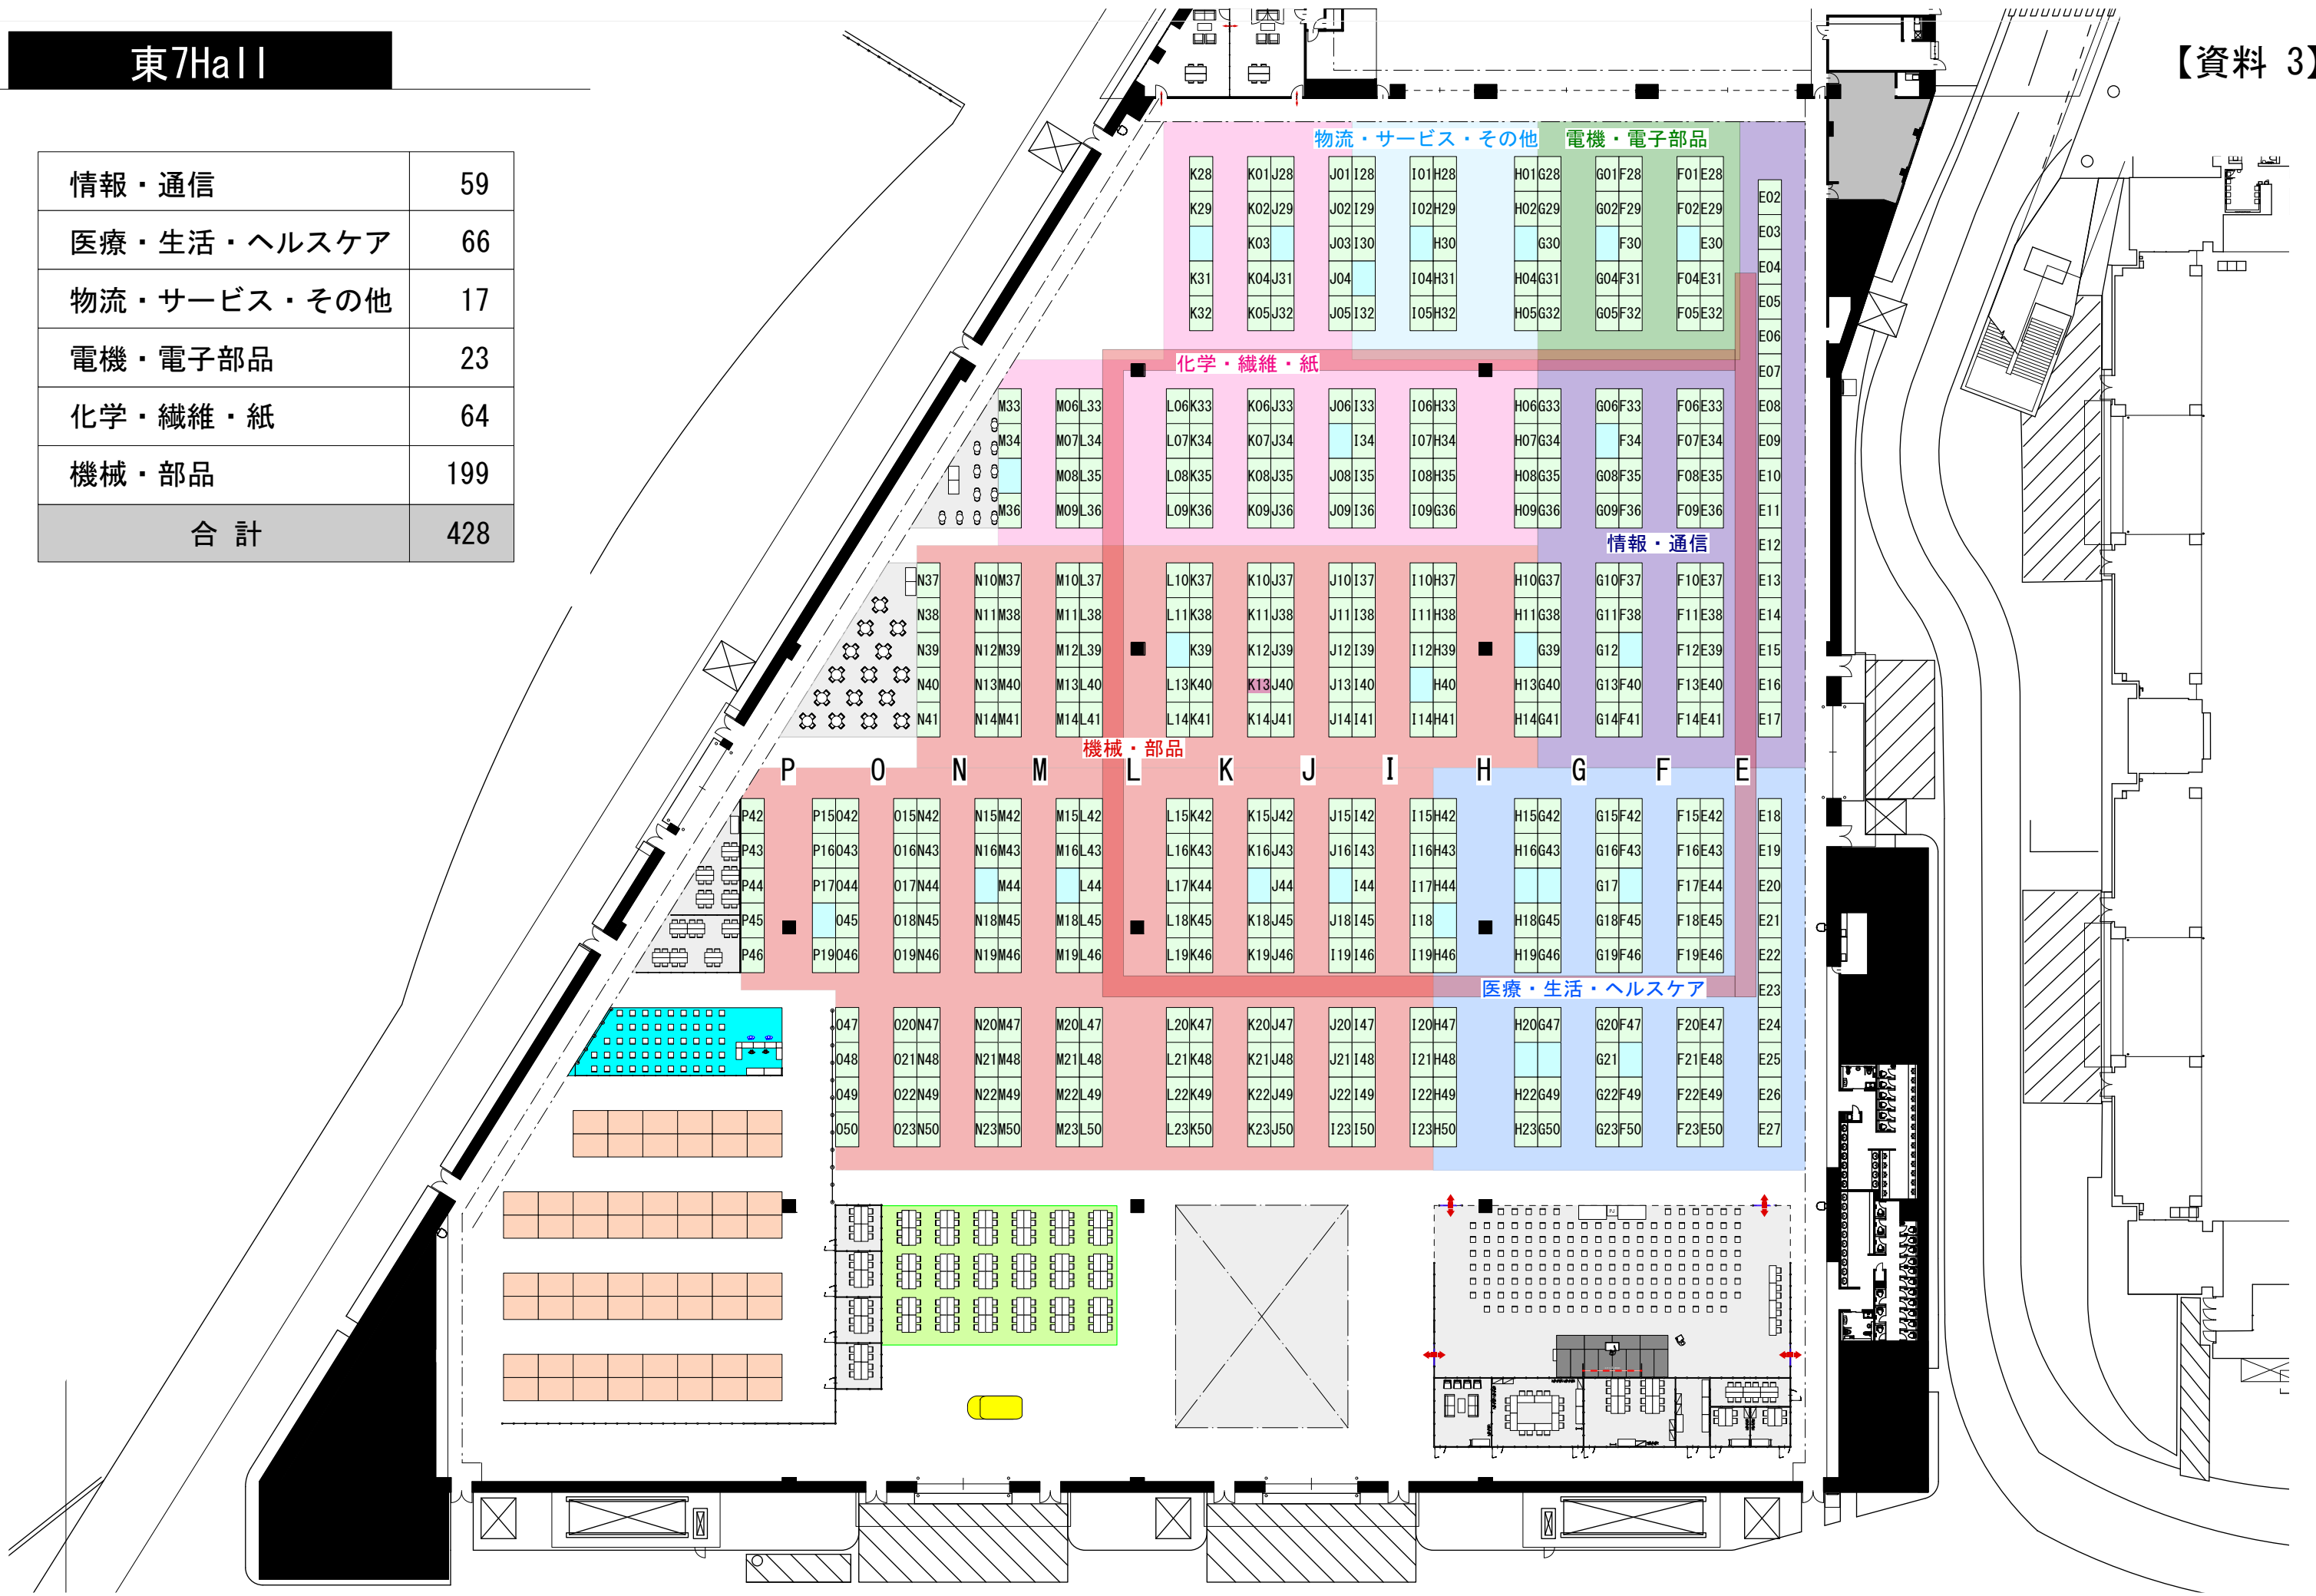 東7Hall
【資料 3】
情報・通信 59
医療・生活・ヘルスケア 66
物流・サービス・その他 17
電機・電子部品 23
化学・繊維・紙 64
機械・部品 199
合 計 428
物流・サービス・その他 電機・電子部品
K28 K01 J28 J01 I28 I01 H28 H01 G28 G01 F28 F01 E28
E02
K29 K02 J29 J02 I29 I02 H29 H02 G29 G02 F29 F02 E29
E03
K03 J03 I30 H30 G30 F30 E30
E04
K31 K04 J31 J04 I04 H31 H04 G31 G04 F31 F04 E31
E05
K32 K05 J32 J05 I32 I05 H32 H05 G32 G05 F32 F05 E32
E06
化学・繊維・紙
E07
M33 M06 L33 L06 K33 K06 J33 J06 I33 I06 H33 H06 G33 G06 F33 F06 E33 E08
M34 M07 L34 L07 K34 K07 J34 I34 I07 H34 H07 G34 F34 F07 E34 E09
M08 L35 L08 K35 K08 J35 J08 I35 I08 H35 H08 G35 G08 F35 F08 E35 E10
M36 M09 L36 L09 K36 K09 J36 J09 I36 I09 G36 H09 G36 G09 F36 F09 E36 E11
情報・通信 E12
N37 N10 M37 M10 L37 L10 K37 K10 J37 J10 I37 I10 H37 H10 G37 G10 F37 F10 E37 E13
N38 N11 M38 M11 L38 L11 K38 K11 J38 J11 I38 I11 H38 H11 G38 G11 F38 F11 E38 E14
N39 N12 M39 M12 L39 K39 K12 J39 J12 I39 I12 H39 G39 G12 F12 E39 E15
N40 N13 M40 M13 L40 L13 K40 K13 J40 J13 I40 H40 H13 G40 G13 F40 F13 E40 E16
N41 N14 M41 M14 L41 L14 K41 K14 J41 J14 I41 I14 H41 H14 G41 G14 F41 F14 E41 E17
機械・部品
P O N M L K J I H G F E
P42 P15 O42 O15 N42 N15 M42 M15 L42 L15 K42 K15 J42 J15 I42 I15 H42 H15 G42 G15 F42 F15 E42 E18
P43 P16 O43 O16 N43 N16 M43 M16 L43 L16 K43 K16 J43 J16 I43 I16 H43 H16 G43 G16 F43 F16 E43 E19
P44 P17 O44 O17 N44 M44 L44 L17 K44 J44 I44 I17 H44 G17 F17 E44 E20
P45 O45 O18 N45 N18 M45 M18 L45 L18 K45 K18 J45 J18 I45 I18 H18 G45 G18 F45 F18 E45 E21
P46 P19 O46 O19 N46 N19 M46 M19 L46 L19 K46 K19 J46 I19 I46 I19 H46 H19 G46 G19 F46 F19 E46 E22
医療・生活・ヘルスケア E23
O47 O20 N47 N20 M47 M20 L47 L20 K47 K20 J47 J20 I47 I20 H47 H20 G47 G20 F47 F20 E47 E24
O48 O21 N48 N21 M48 M21 L48 L21 K48 K21 J48 J21 I48 I21 H48 G21 F21 E48 E25
O49 O22 N49 N22 M49 M22 L49 L22 K49 K22 J49 J22 I49 I22 H49 H22 G49 G22 F49 F22 E49 E26
O50 O23 N50 N23 M50 M23 L50 L23 K50 K23 J50 I23 I50 I23 H50 H23 G50 G23 F50 F23 E50 E27